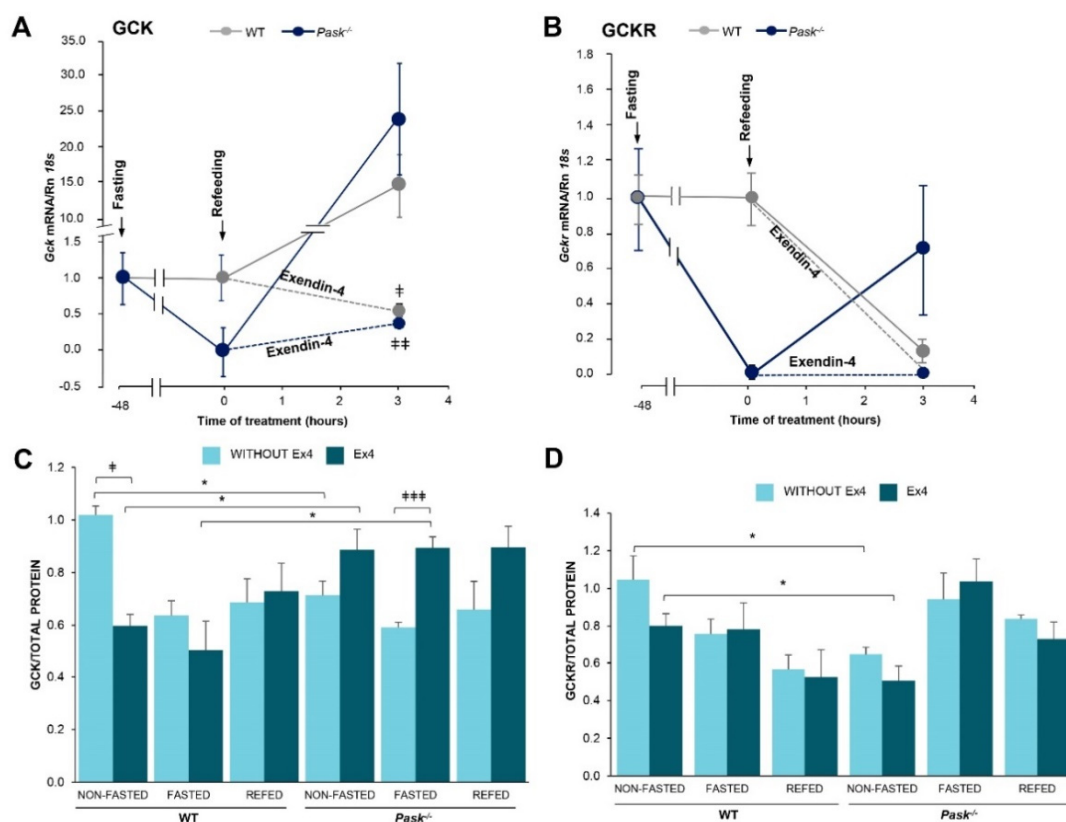 A
GCK
WT
Pask-/-
35.0
30.0
25.0
20.0
15.0
10.0
1.5
1.0
0.5
0.0
-0.5
Gck mRNA/Rn 18s
Fasting
Refeeding
Exendin-4
Exendin-4
ǂ
ǂǂ
-48
0
1
2
3
4
Time of treatment (hours)
B
GCKR
WT
Pask-/-
1.8
1.6
1.4
1.2
1.0
0.8
0.6
0.4
0.2
0.0
Gckr mRNA/Rn 18s
Fasting
Refeeding
Exendin-4
Exendin-4
-48
0
1
2
3
4
Time of treatment (hours)
C
WITHOUT Ex4
Ex4
1.2
1.0
0.8
0.6
0.4
0.2
0.0
GCK/TOTAL PROTEIN
ǂ
*
*
*
ǂǂǂ
NON-FASTED
FASTED
REFED
NON-FASTED
FASTED
REFED
WT
Pask-/-
D
WITHOUT Ex4
Ex4
1.4
1.2
1.0
0.8
0.6
0.4
0.2
0.0
GCKR/TOTAL PROTEIN
*
*
NON-FASTED
FASTED
REFED
NON-FASTED
FASTED
REFED
WT
Pask-/-